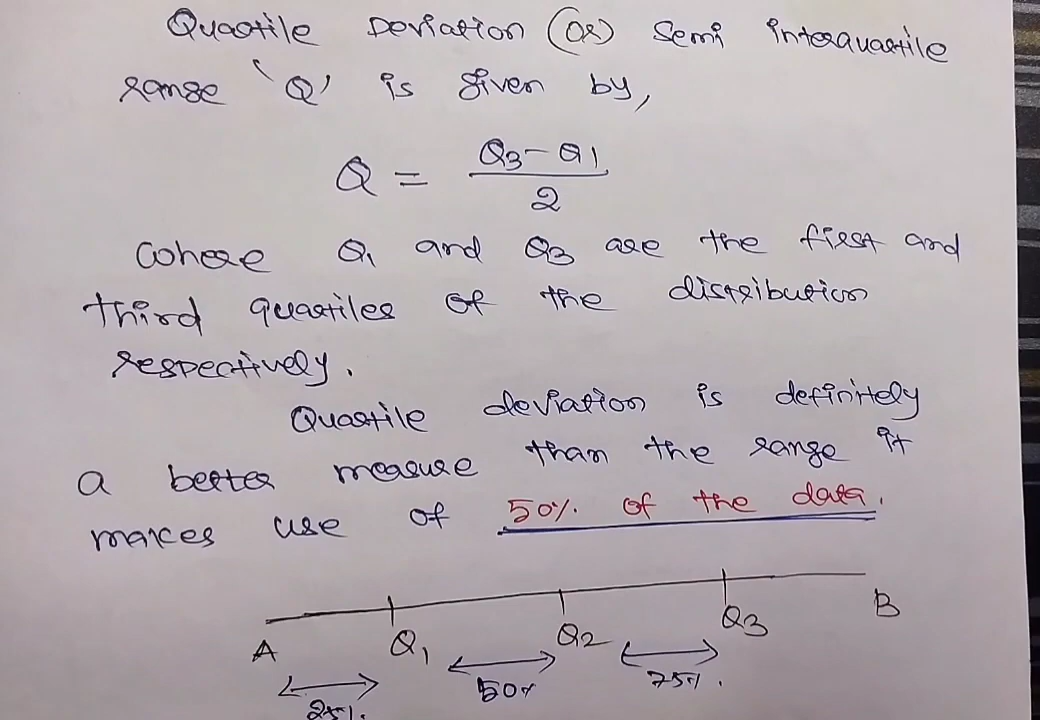 Quartile Deviation (or) Semi interquartile
range 'Q' is given by,
Q = Q3 - Q1 / 2
where Q1 and Q3 are the first and
third quartiles of the distribution
respectively.
Quartile deviation is definitely
a better measure than the range it
makes use of 50% of the data.
A Q1 Q2 Q3 B
25%. 50% 75%.